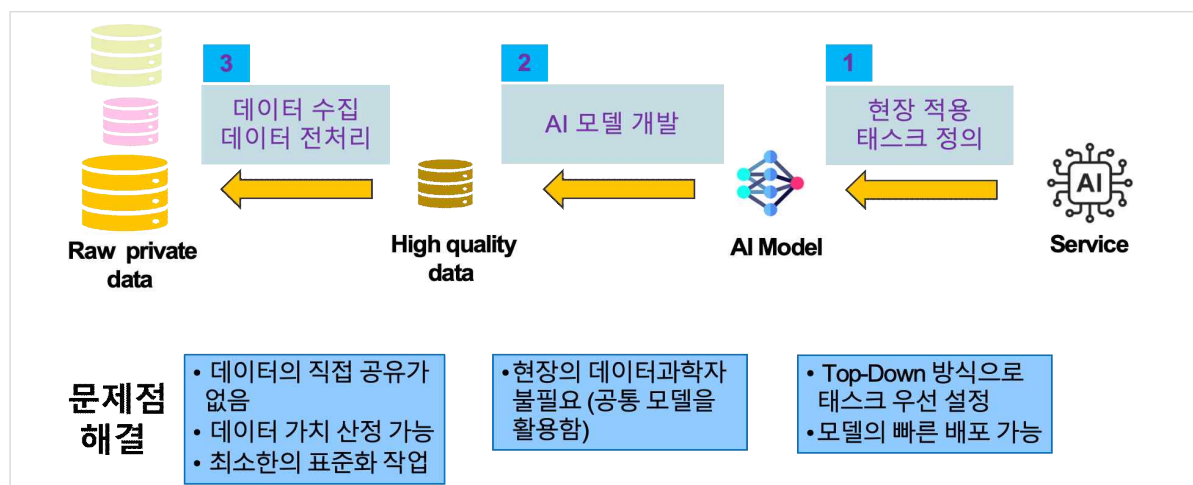 3
데이터 수집
데이터 전처리
2
AI 모델 개발
1
현장 적용
태스크 정의
AI
Raw private
data
High quality
data
AI Model
Service
문제점
해결
• 데이터의 직접 공유가
없음
• 데이터 가치 산정 가능
• 최소한의 표준화 작업
•현장의 데이터과학자
불필요 (공통 모델을
활용함)
• Top-Down 방식으로
태스크 우선 설정
•모델의 빠른 배포 가능